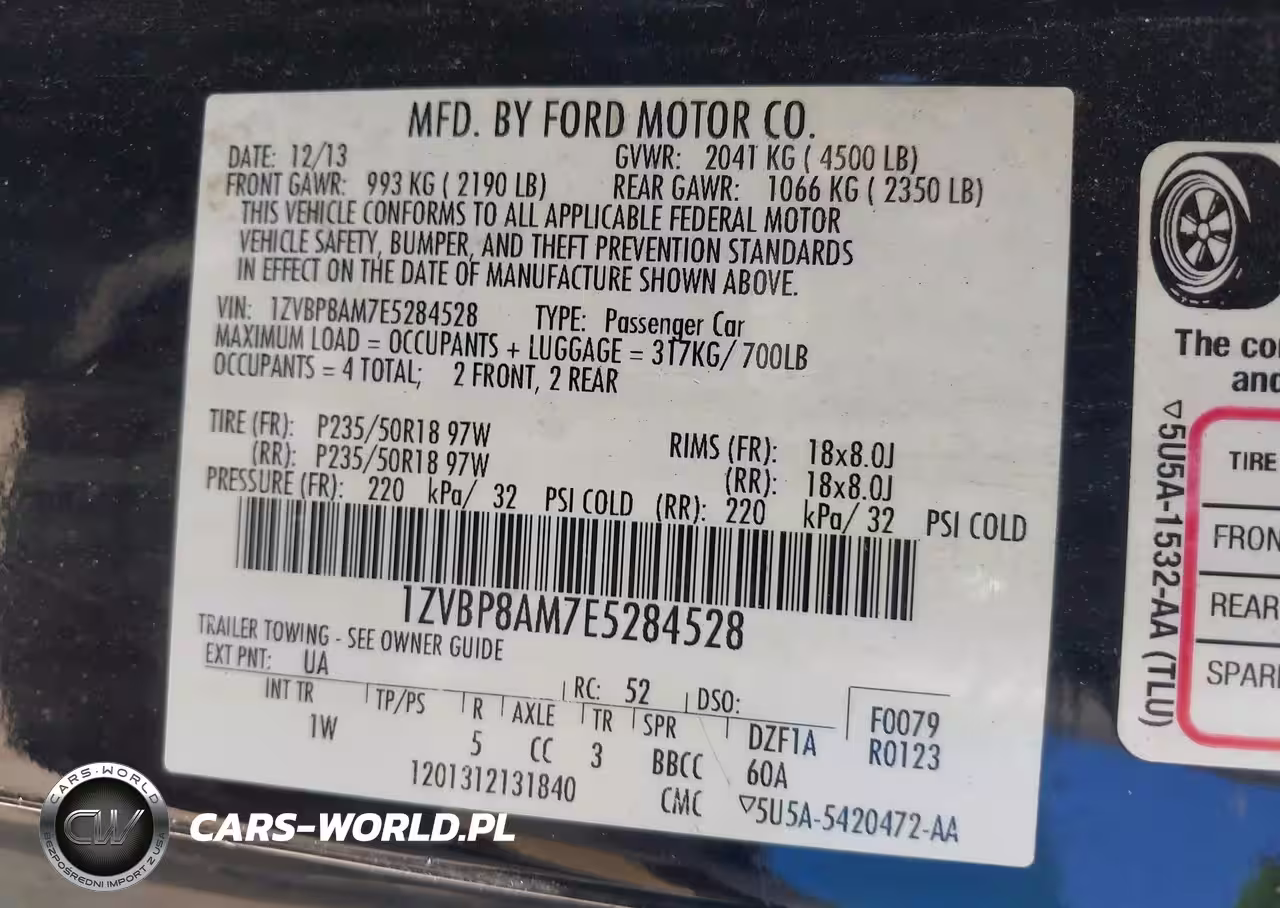 MFD. BY FORD MOTOR CO.
DATE: 12/13 GVWR: 2041 KG ( 4500 LB)
FRONT GAWR: 993 KG ( 2190 LB) REAR GAWR: 1066 KG ( 2350 LB)
THIS VEHICLE CONFORMS TO ALL APPLICABLE FEDERAL MOTOR
VEHICLE SAFETY, BUMPER, AND THEFT PREVENTION STANDARDS
IN EFFECT ON THE DATE OF MANUFACTURE SHOWN ABOVE.
VIN: 1ZVBP8AM7E5284528 TYPE: Passenger Car
MAXIMUM LOAD = OCCUPANTS + LUGGAGE = 317KG/ 700LB
OCCUPANTS = 4 TOTAL; 2 FRONT, 2 REAR
TIRE (FR): P235/50R18 97W RIMS (FR): 18x8.0J
(RR): P235/50R18 97W (RR): 18x8.0J
PRESSURE (FR): 220 kPa/ 32 PSI COLD (RR): 220 kPa/ 32 PSI COLD
1ZVBP8AM7E5284528
TRAILER TOWING - SEE OWNER GUIDE
EXT PNT: UA RC: 52 DSO:
INT TR TP/PS R AXLE TR SPR DZF1A F0079
1W 5 CC 3 BBCC 60A R0123
1201312131840 CMC ▽5U5A-5420472-AA
The co
and
▽5U5A-1532-AA (TLU)
TIRE
FRON
REAR
SPAR
CARS-WORLD
CW
BEZPOŚREDNI IMPORT Z USA
CARS-WORLD.PL